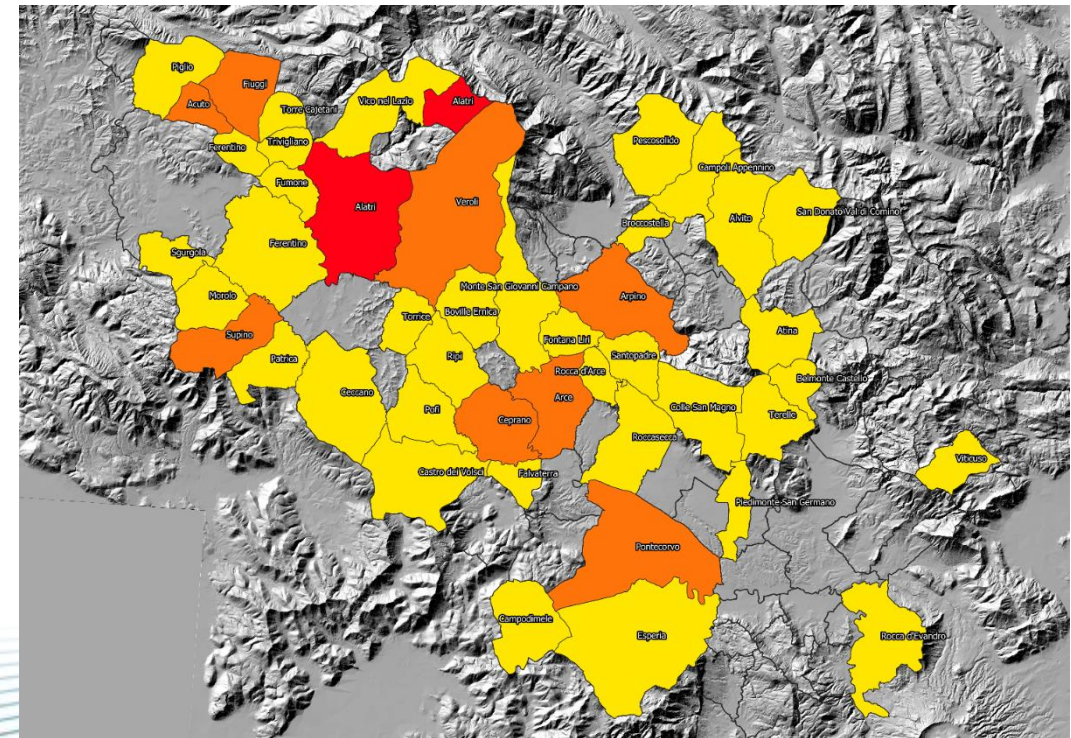 Piglio
Fiuggi
Acuto
Torre Cajetani
Vico nel Lazio
Alatri
Ferentino
Trivigliano
Fumone
Pescosolido
Campoli Appennino
Alatri
Veroli
Broccostella
Alvito
San Donato Val di Comino
Ferentino
Sgurgola
Morolo
Monte San Giovanni Campano
Arpino
Torrice
Boville Ernica
Supino
Fontana Liri
Atina
Patrica
Ripi
Santopadre
Ceccano
Rocca d'Arce
Belmonte Castello
Arce
Pofi
Colle San Magno
Terelle
Ceprano
Roccasecca
Viticuso
Castro dei Volsci
Falvaterra
Piedimonte San Germano
Pontecorvo
Campodimele
Esperia
Rocca d'Evandro